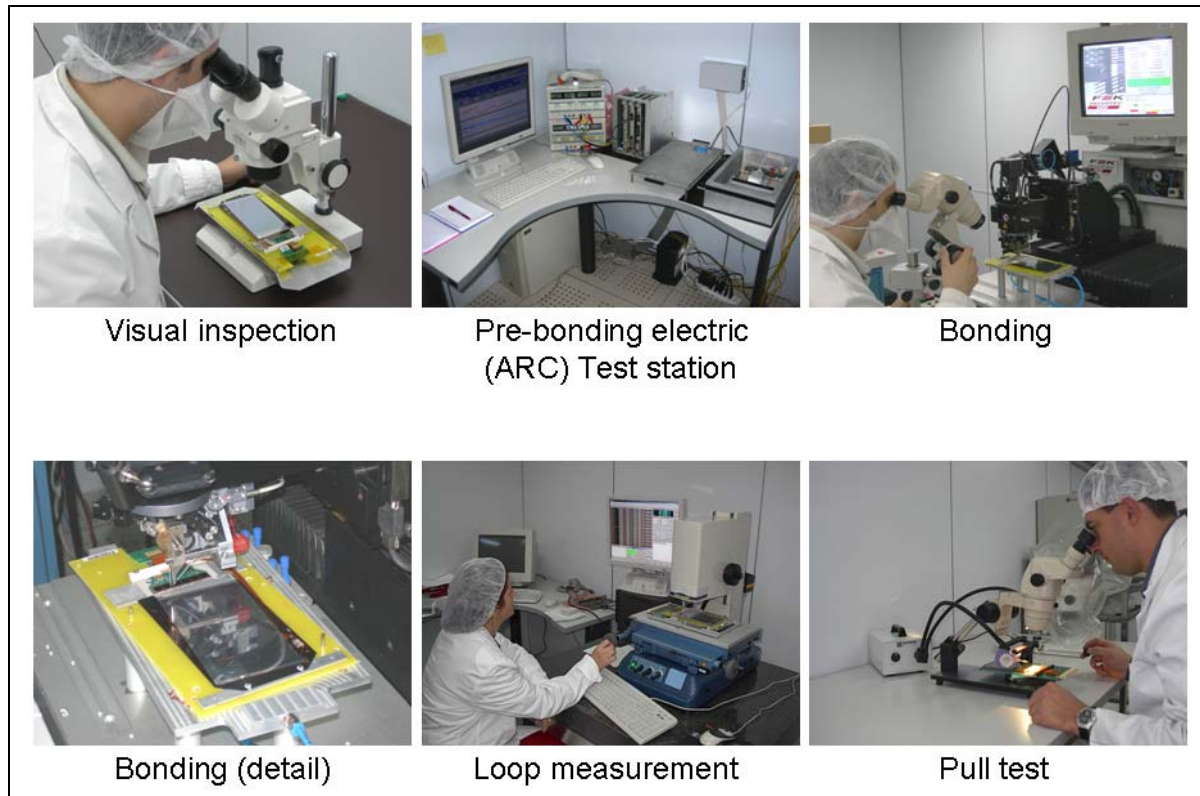 F&K
F&K
Visual inspection
Pre-bonding electric
(ARC) Test station
Bonding
Bonding (detail)
Loop measurement
Pull test